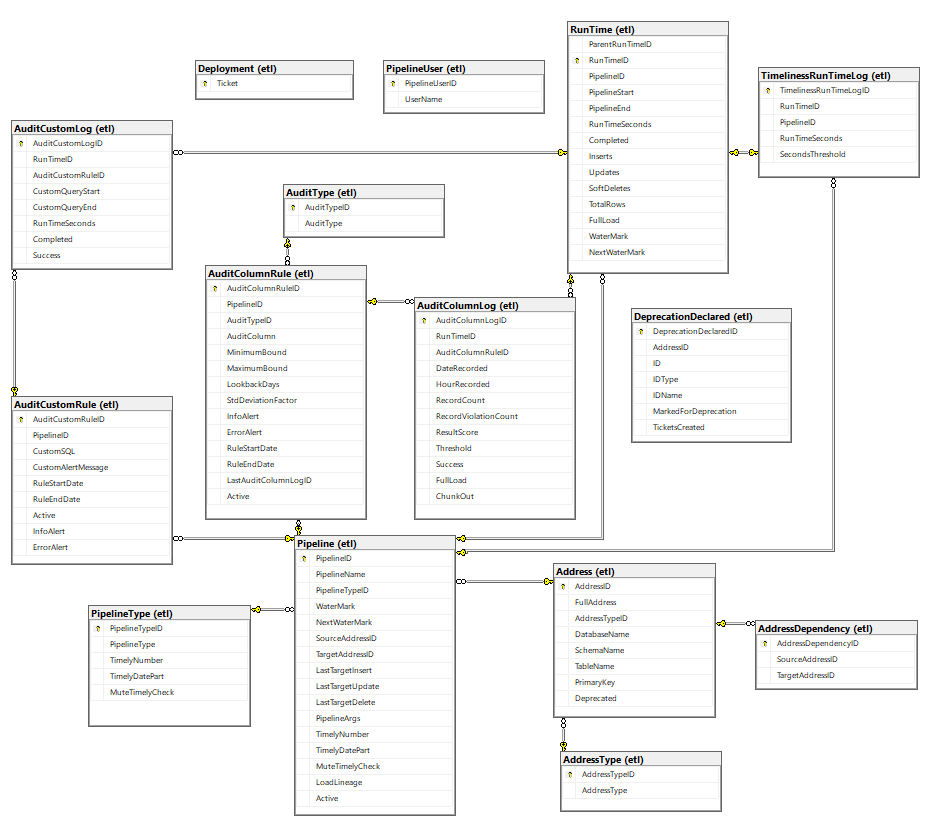 RunTime (etl)
ParentRunTimeID
RunTimeID
PipelineID
PipelineStart
PipelineEnd
RunTimeSeconds
Completed
Inserts
Updates
SoftDeletes
TotalRows
FullLoad
WaterMark
NextWaterMark
Deployment (etl)
Ticket
PipelineUser (etl)
PipelineUserID
UserName
TimelinessRunTimeLog (etl)
TimelinessRunTimeLogID
RunTimeID
PipelineID
RunTimeSeconds
SecondsThreshold
AuditCustomLog (etl)
AuditCustomLogID
RunTimeID
AuditCustomRuleID
CustomQueryStart
CustomQueryEnd
RunTimeSeconds
Completed
Success
AuditType (etl)
AuditTypeID
AuditType
AuditColumnRule (etl)
AuditColumnRuleID
PipelineID
AuditTypeID
AuditColumn
MinimumBound
MaximumBound
LookbackDays
StdDeviationFactor
InfoAlert
ErrorAlert
RuleStartDate
RuleEndDate
LastAuditColumnLogID
Active
AuditColumnLog (etl)
AuditColumnLogID
RunTimeID
AuditColumnRuleID
DateRecorded
HourRecorded
RecordCount
RecordViolationCount
ResultScore
Threshold
Success
FullLoad
ChunkOut
DeprecationDeclared (etl)
DeprecationDeclaredID
AddressID
ID
IDType
IDName
MarkedForDeprecation
TicketsCreated
AuditCustomRule (etl)
AuditCustomRuleID
PipelineID
CustomSQL
CustomAlertMessage
RuleStartDate
RuleEndDate
Active
InfoAlert
ErrorAlert
Pipeline (etl)
PipelineID
PipelineName
PipelineTypeID
WaterMark
NextWaterMark
SourceAddressID
TargetAddressID
LastTargetInsert
LastTargetUpdate
LastTargetDelete
PipelineArgs
TimelyNumber
TimelyDatePart
MuteTimelyCheck
LoadLineage
Active
Address (etl)
AddressID
FullAddress
AddressTypeID
DatabaseName
SchemaName
TableName
PrimaryKey
Deprecated
PipelineType (etl)
PipelineTypeID
PipelineType
TimelyNumber
TimelyDatePart
MuteTimelyCheck
AddressDependency (etl)
AddressDependencyID
SourceAddressID
TargetAddressID
AddressType (etl)
AddressTypeID
AddressType